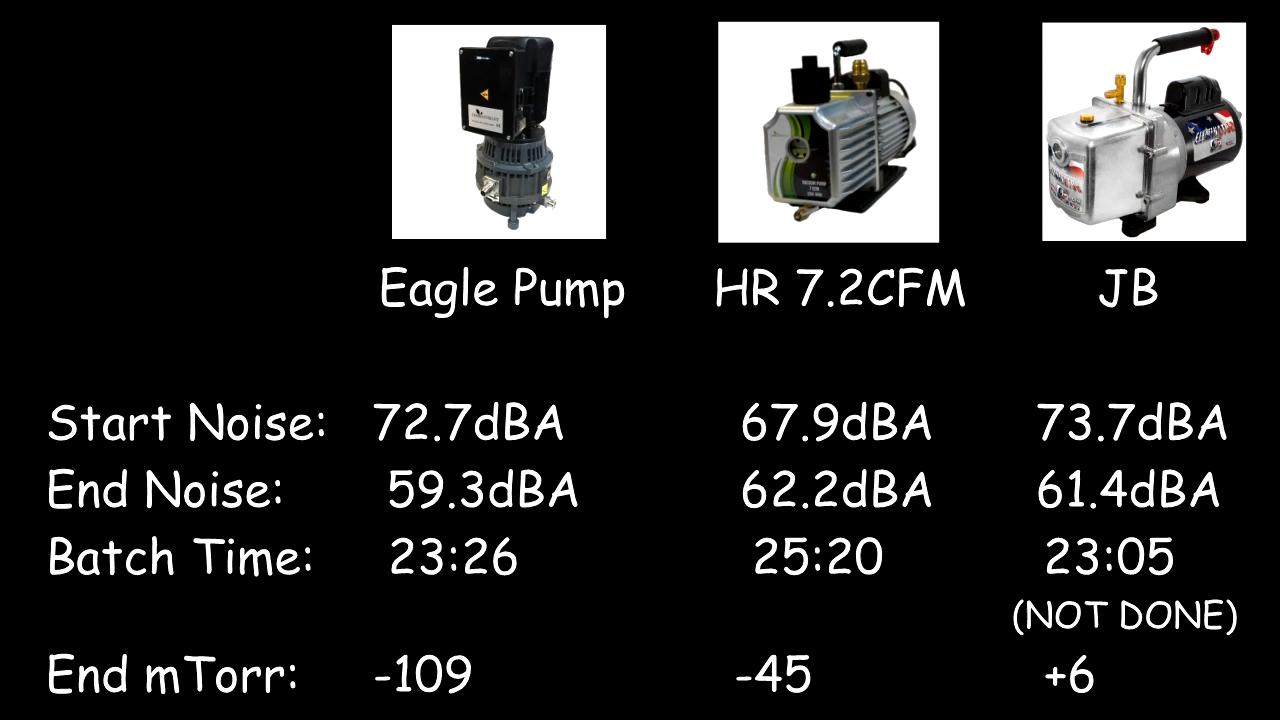 Eagle Pump HR 7.2CFM JB
Start Noise: 72.7dBA 67.9dBA 73.7dBA
End Noise: 59.3dBA 62.2dBA 61.4dBA
Batch Time: 23:26 25:20 23:05
(NOT DONE)
End mTorr: -109 -45 +6